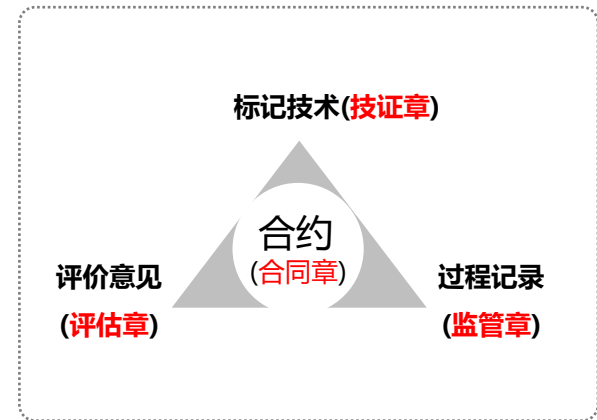 标记技术(技证章)
合约
(合同章)
评价意见
(评估章)
过程记录
(监管章)